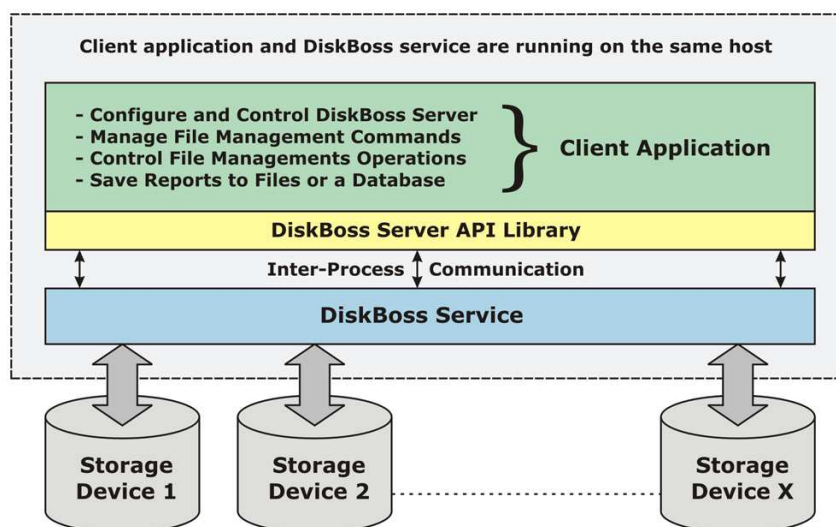 Client application and DiskBoss service are running on the same host
- Configure and Control DiskBoss Server
- Manage File Management Commands
- Control File Managements Operations
- Save Reports to Files or a Database
Client Application
DiskBoss Server API Library
Inter-Process Communication
DiskBoss Service
Storage
Device 1
Storage
Device 2
Storage
Device X